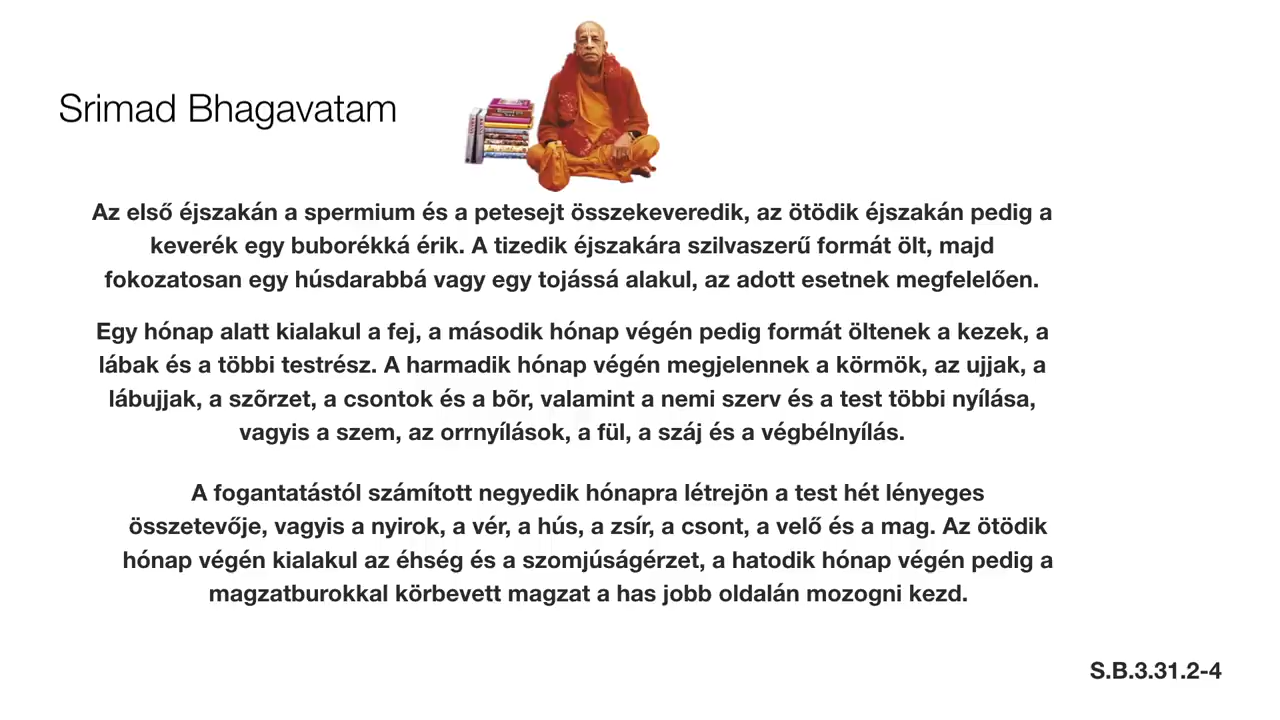 Srimad Bhagavatam
Az első éjszakán a spermium és a petesejt összekeveredik, az ötödik éjszakán pedig a
keverék egy buborékká érik. A tizedik éjszakára szilvaszerű formát ölt, majd
fokozatosan egy húsdarabbá vagy egy tojássá alakul, az adott esetnek megfelelően.
Egy hónap alatt kialakul a fej, a második hónap végén pedig formát öltenek a kezek, a
lábak és a többi testrész. A harmadik hónap végén megjelennek a körmök, az ujjak, a
lábujjak, a szõrzet, a csontok és a bõr, valamint a nemi szerv és a test többi nyílása,
vagyis a szem, az orrnyílások, a fül, a száj és a végbélnyílás.
A fogantatástól számított negyedik hónapra létrejön a test hét lényeges
összetevője, vagyis a nyirok, a vér, a hús, a zsír, a csont, a velő és a mag. Az ötödik
hónap végén kialakul az éhség és a szomjúságérzet, a hatodik hónap végén pedig a
magzatburokkal körbevett magzat a has jobb oldalán mozogni kezd.
S.B.3.31.2-4